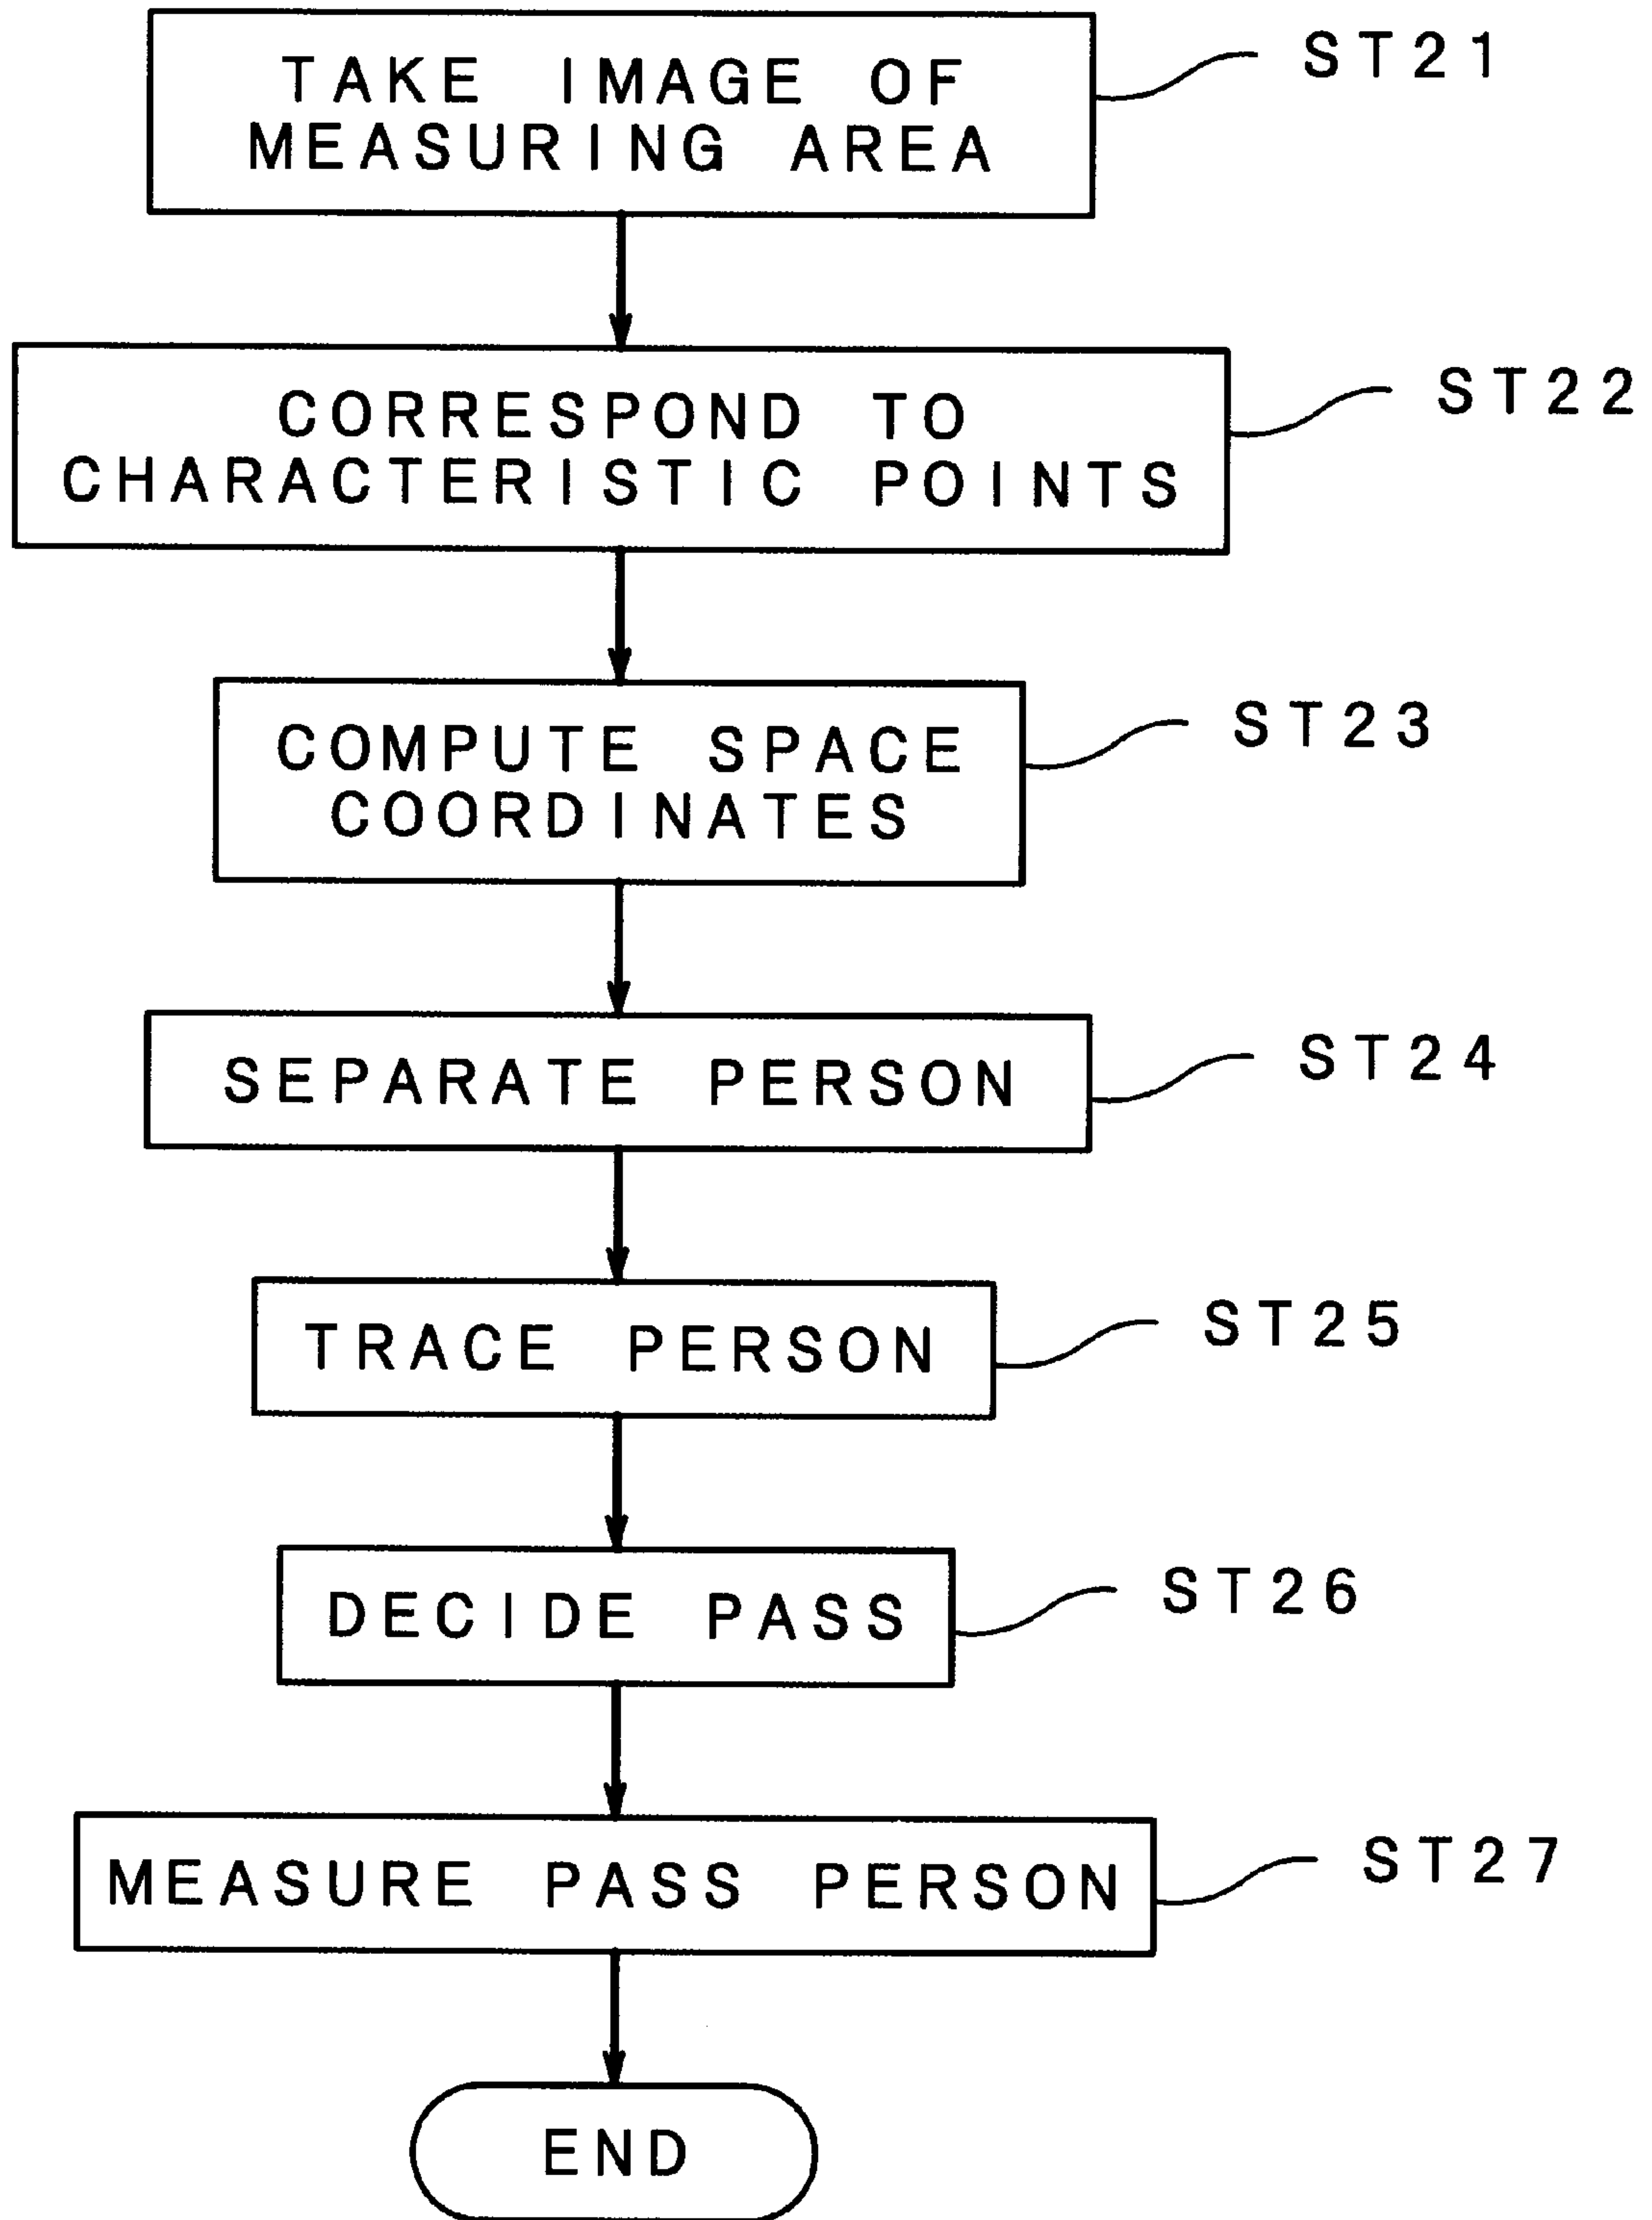 TAKE IMAGE OF
MEASURING AREA
ST21
CORRESPOND TO
CHARACTERISTIC POINTS
ST22
COMPUTE SPACE
COORDINATES
ST23
SEPARATE PERSON
ST24
TRACE PERSON
ST25
DECIDE PASS
ST26
MEASURE PASS PERSON
ST27
END